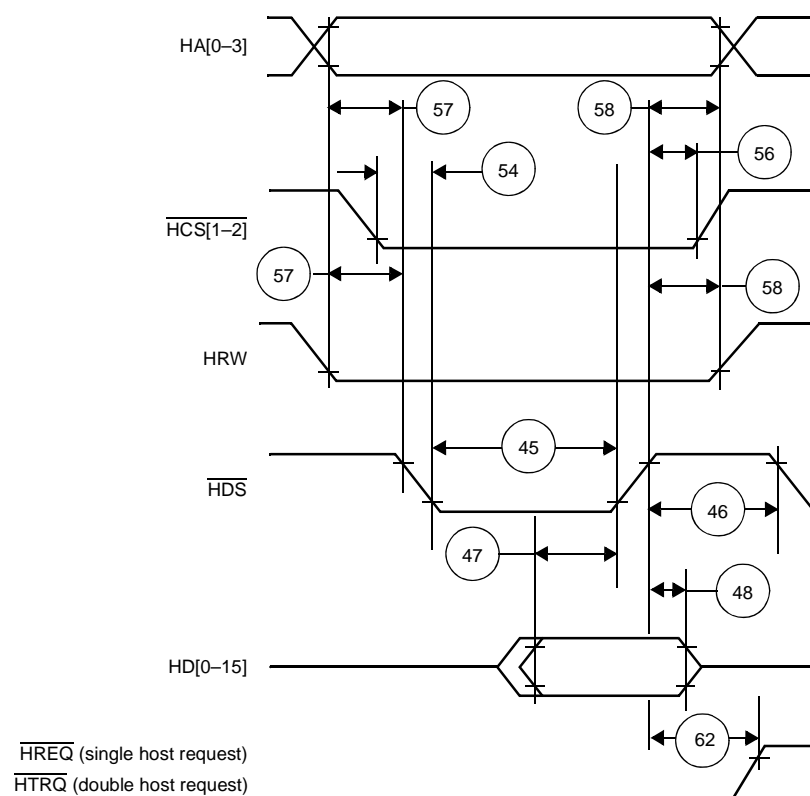 HA[0–3]
57
58
56
54
HCS[1–2]
57
58
HRW
45
HDS
46
47
48
HD[0–15]
62
HREQ (single host request)
HTRQ (double host request)